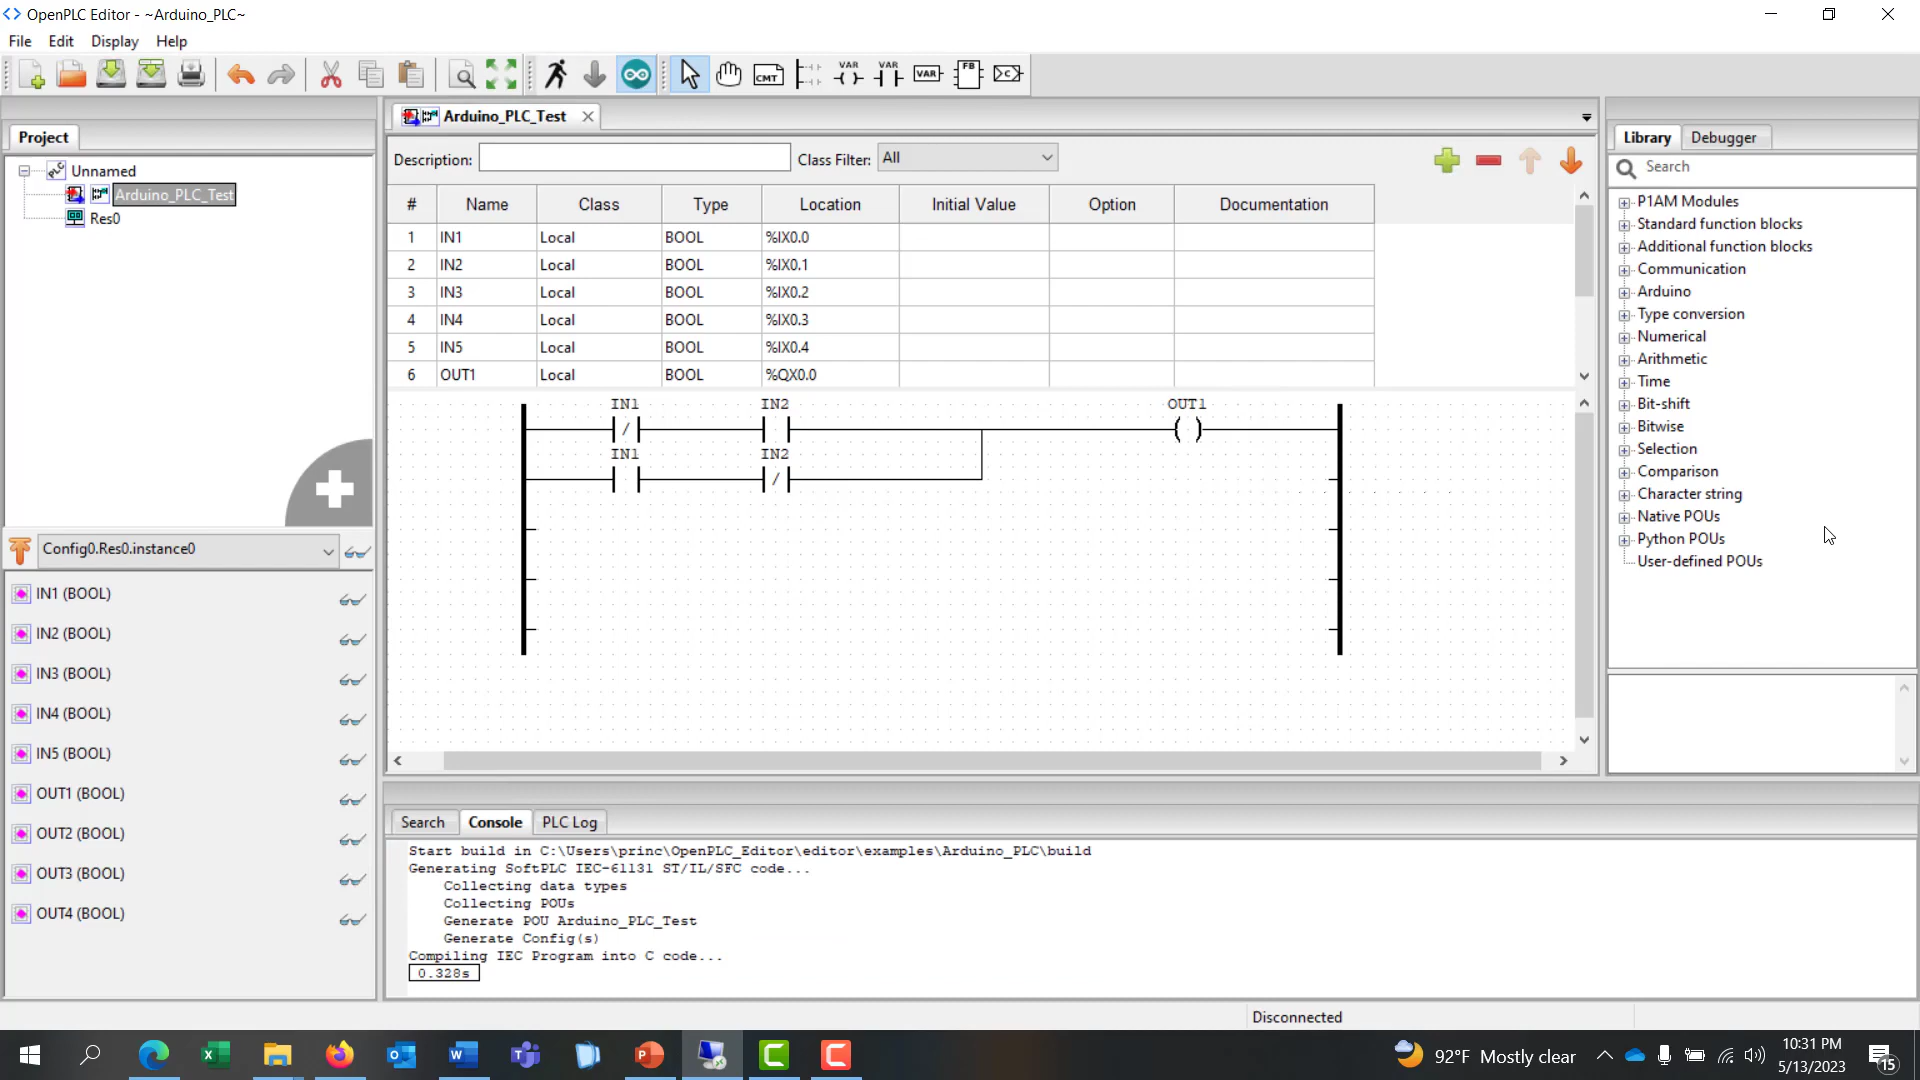 OpenPLC Editor - ~Arduino_PLC~
File Edit Display Help
CMT VAR VAR VAR FB C
Project
Unnamed
Arduino_PLC_Test
Res0
Config0.Res0.instance0
IN1 (BOOL)
IN2 (BOOL)
IN3 (BOOL)
IN4 (BOOL)
IN5 (BOOL)
OUT1 (BOOL)
OUT2 (BOOL)
OUT3 (BOOL)
OUT4 (BOOL)
Arduino_PLC_Test
Description: Class Filter: All
# Name Class Type Location Initial Value Option Documentation
1 IN1 Local BOOL %IX0.0
2 IN2 Local BOOL %IX0.1
3 IN3 Local BOOL %IX0.2
4 IN4 Local BOOL %IX0.3
5 IN5 Local BOOL %IX0.4
6 OUT1 Local BOOL %QX0.0
IN1 IN2 OUT1
IN1 IN2
Search Console PLC Log
Start build in C:\Users\princ\OpenPLC_Editor\editor\examples\Arduino_PLC\build
Generating SoftPLC IEC-61131 ST/IL/SFC code...
Collecting data types
Collecting POUs
Generate POU Arduino_PLC_Test
Generate Config(s)
Compiling IEC Program into C code...
0.328s
Library Debugger
Search
P1AM Modules
Standard function blocks
Additional function blocks
Communication
Arduino
Type conversion
Numerical
Arithmetic
Time
Bit-shift
Bitwise
Selection
Comparison
Character string
Native POUs
Python POUs
User-defined POUs
Disconnected
92°F Mostly clear
10:31 PM
5/13/2023
15